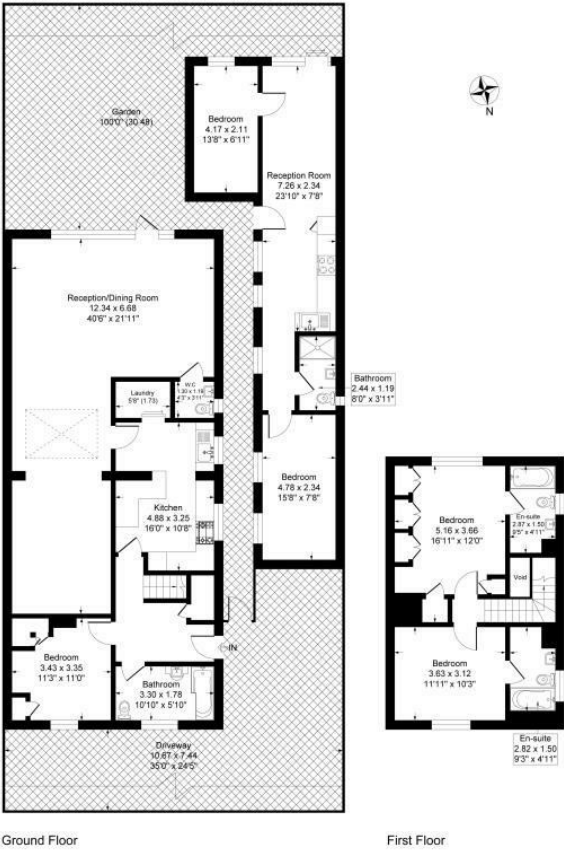 Garden
100'0" (30.48)
Bedroom
4.17 x 2.11
13'8" x 6'11"
N
Reception Room
7.26 x 2.34
23'10" x 7'8"
Reception/Dining Room
12.34 x 6.68
40'6" x 21'11"
Laundry
5'8" (1.73)
W.C
1.30 x 1.19
4'3" x 3'11"
Bathroom
2.44 x 1.19
8'0" x 3'11"
Kitchen
4.88 x 3.25
16'0" x 10'8"
Bedroom
4.78 x 2.34
15'8" x 7'8"
Bedroom
5.16 x 3.66
16'11" x 12'0"
En-suite
2.87 x 1.50
9'5" x 4'11"
Void
IN
Bedroom
3.43 x 3.35
11'3" x 11'0"
Bathroom
3.30 x 1.78
10'10" x 5'10"
Bedroom
3.63 x 3.12
11'11" x 10'3"
En-suite
2.82 x 1.50
9'3" x 4'11"
Driveway
10.67 x 7.44
35'0" x 24'5"
Ground Floor
First Floor